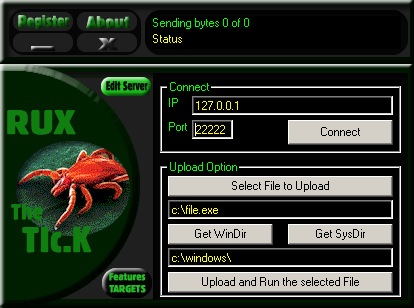 Register About
Sending bytes 0 of 0
Status
Edit Server
RUX
The
TIc.K
Features
TARGETS
Connect
IP 127.0.0.1
Port 22222 Connect
Upload Option
Select File to Upload
c:\file.exe
Get WinDir Get SysDir
c:\windows\
Upload and Run the selected File